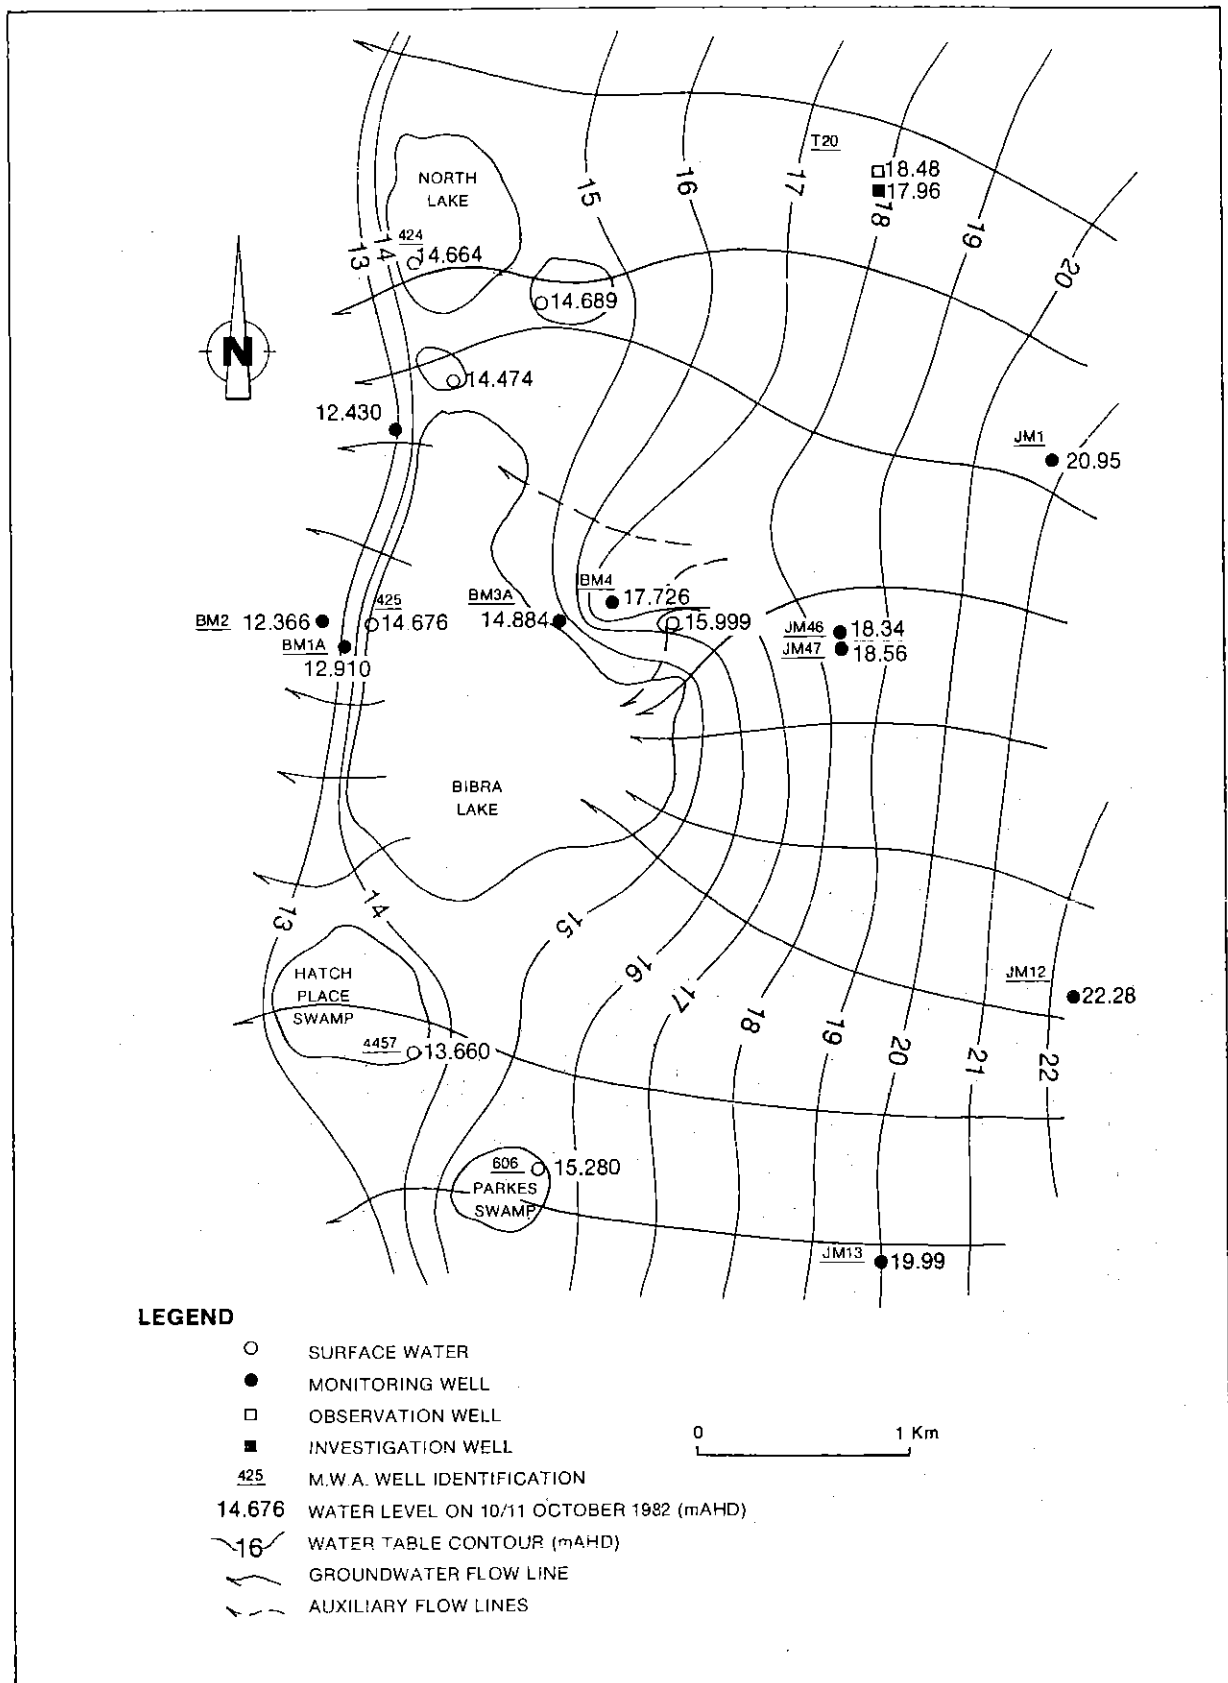 T20
18.48
17.96
NORTH
LAKE
15
16
17
18
19
20
424
14.664
13
14
14.689
N
14.474
12.430
JM1
20.95
BM4
17.726
BM3A
14.884
15.999
425
14.676
BM2 12.366
BM1A
12.910
JM46
18.34
JM47
18.56
BIBRA
LAKE
13
14
15
16
17
18
19
20
21
22
JM12
22.28
HATCH
PLACE
SWAMP
4457
13.660
606
15.280
PARKES
SWAMP
JM13
19.99
LEGEND
SURFACE WATER
MONITORING WELL
OBSERVATION WELL
INVESTIGATION WELL
425 M.W.A. WELL IDENTIFICATION
14.676 WATER LEVEL ON 10/11 OCTOBER 1982 (mAHD)
16 WATER TABLE CONTOUR (mAHD)
GROUNDWATER FLOW LINE
AUXILIARY FLOW LINES
0 1 Km